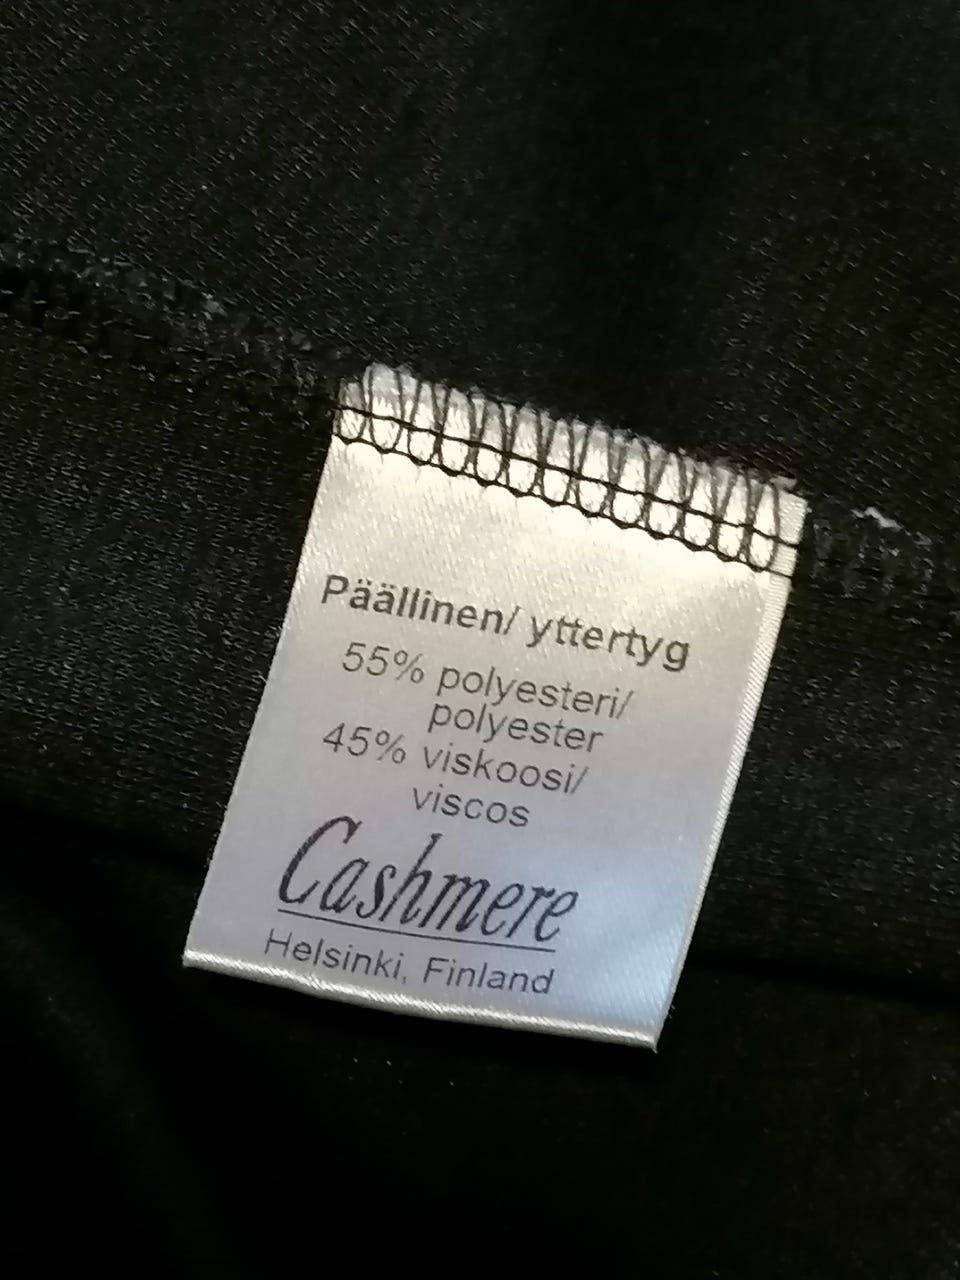 Päällinen/ yttertyg
55% polyesteri/
polyester
45% viskoosi/
viscos
Cashmere
Helsinki, Finland